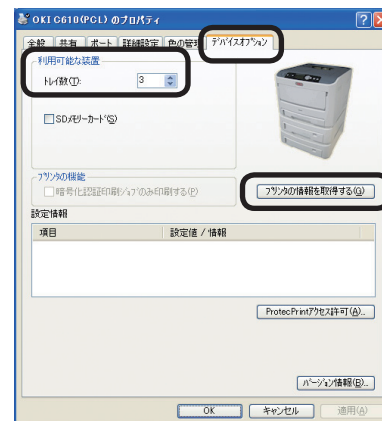 OKI C610(PCL) のプロパティ
全般 共有 ポート 詳細設定 色の管理 デバイスオプション
利用可能な装置
トレイ数(T): 3
SDメモリーカード(S)
プリンタの機能
暗号化認証印刷ジョブのみ印刷する(P)
プリンタの情報を取得する(G)
設定情報
項目 設定値 / 情報
ProtecPrintアクセス許可(A)...
バージョン情報(B)...
OK キャンセル 適用(A)